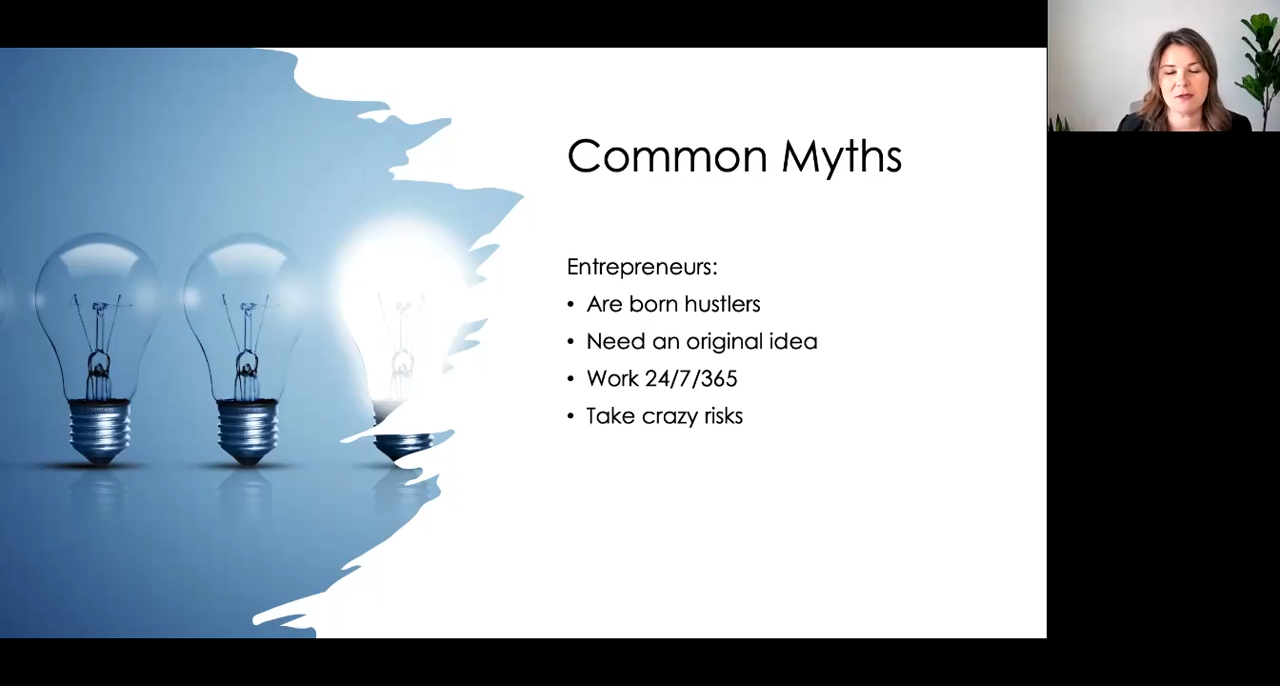 Common Myths
Entrepreneurs:
• Are born hustlers
• Need an original idea
• Work 24/7/365
• Take crazy risks